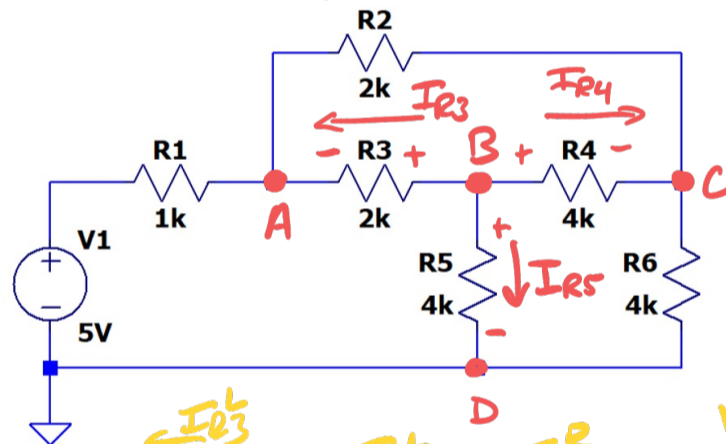 R2
2k
IR3
IR4
R1
- R3 +
B
+ R4 -
C
1k
A
2k
4k
V1
+
-
5V
+
R5
4k
IR5
-
R6
4k
D